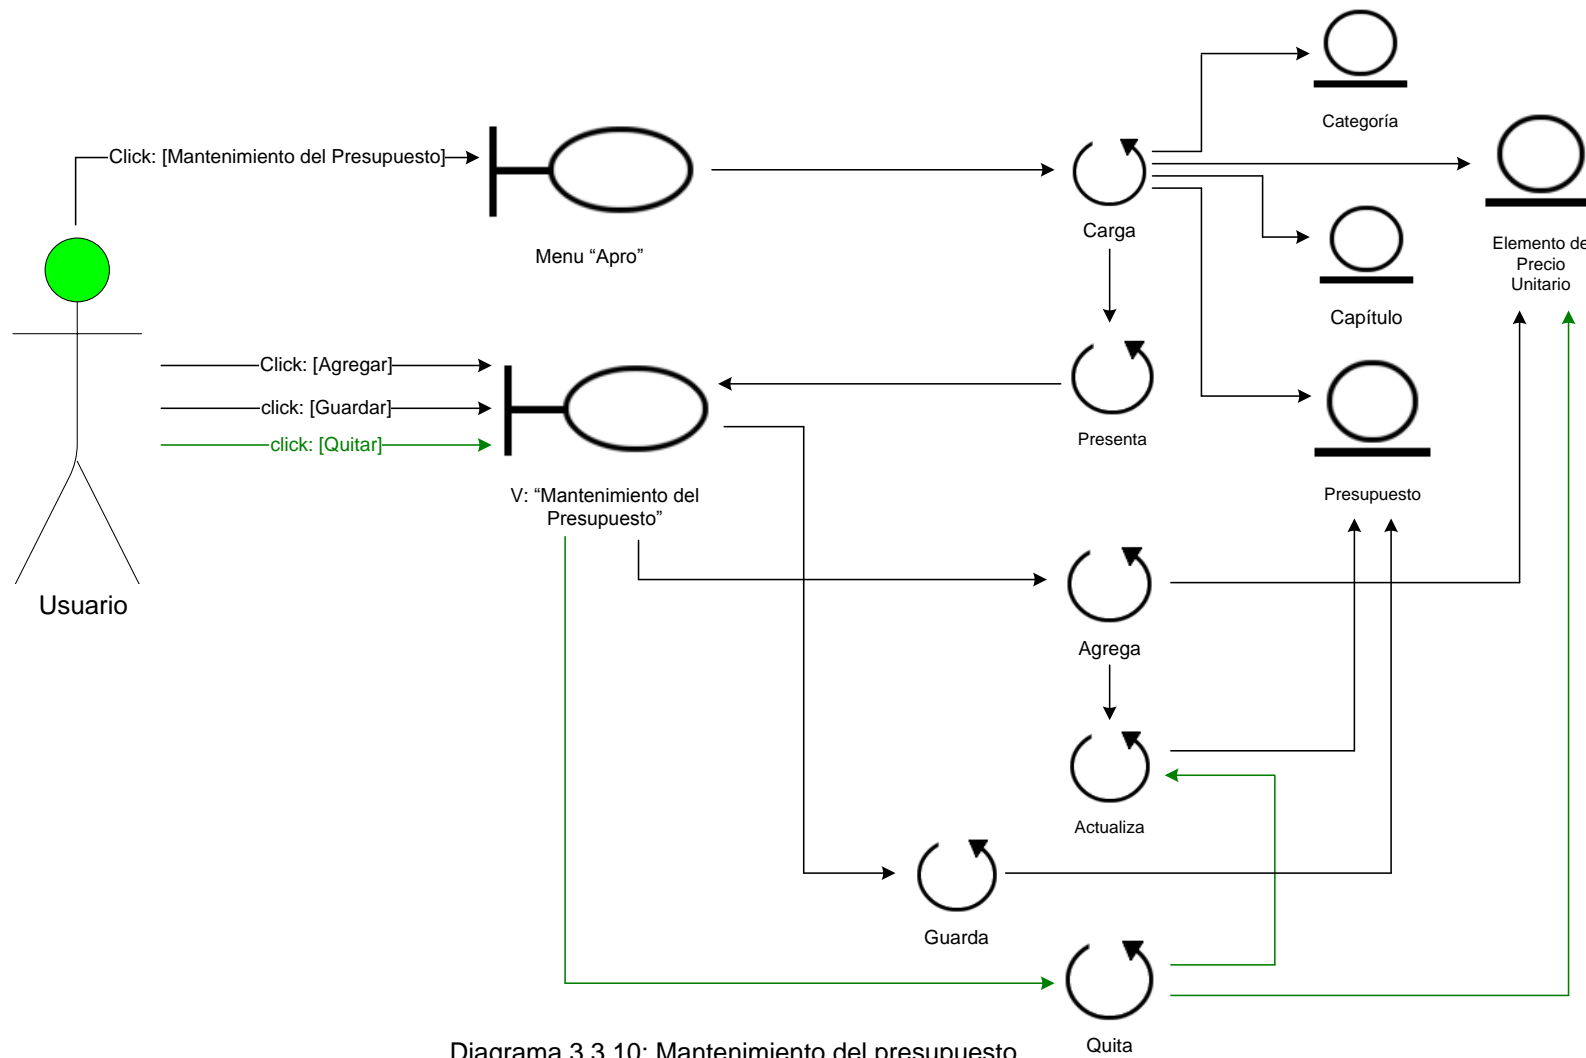 Categoría
Click: [Mantenimiento del Presupuesto]
Carga
Menu “Apro”
Elemento de
Precio
Unitario
Capítulo
Click: [Agregar]
click: [Guardar]
click: [Quitar]
Presenta
V: “Mantenimiento del
Presupuesto”
Presupuesto
Usuario
Agrega
Actualiza
Guarda
Quita
Diagrama 3.3.10: Mantenimiento del presupuesto